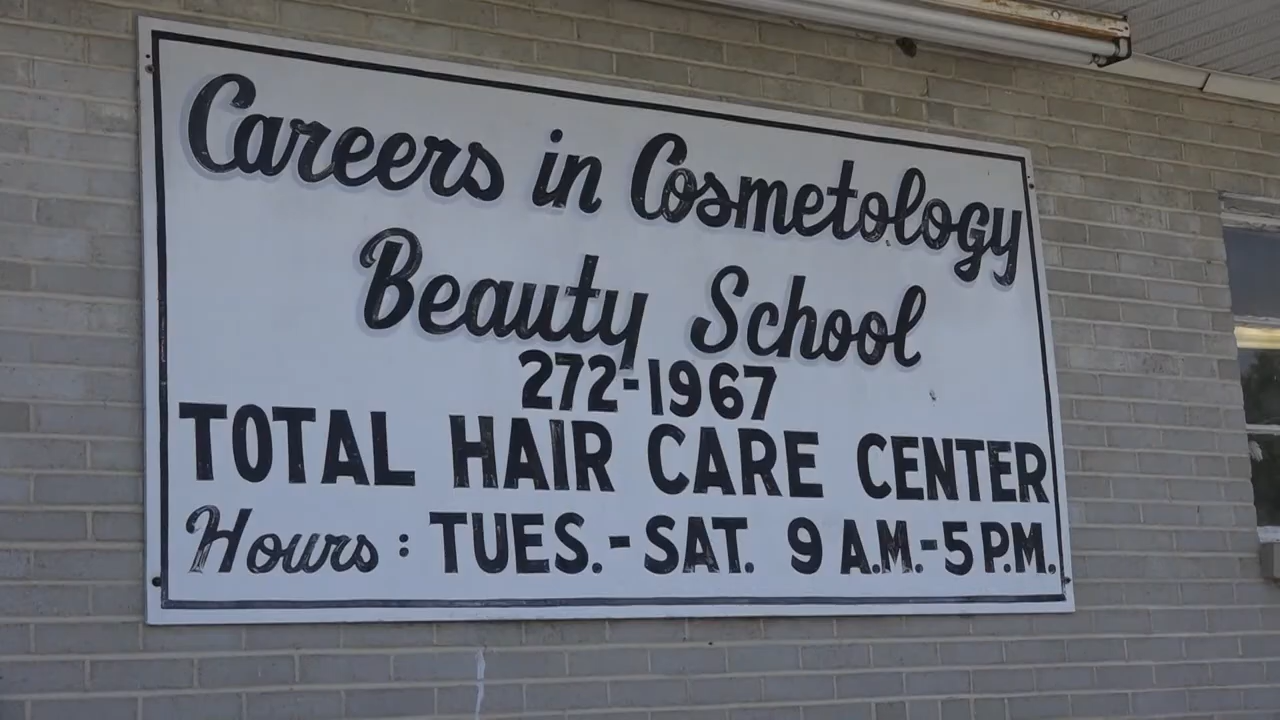 Careers in Cosmetology
Beauty School
272-1967
TOTAL HAIR CARE CENTER
Hours: TUES.-SAT. 9 A.M.-5 P.M.